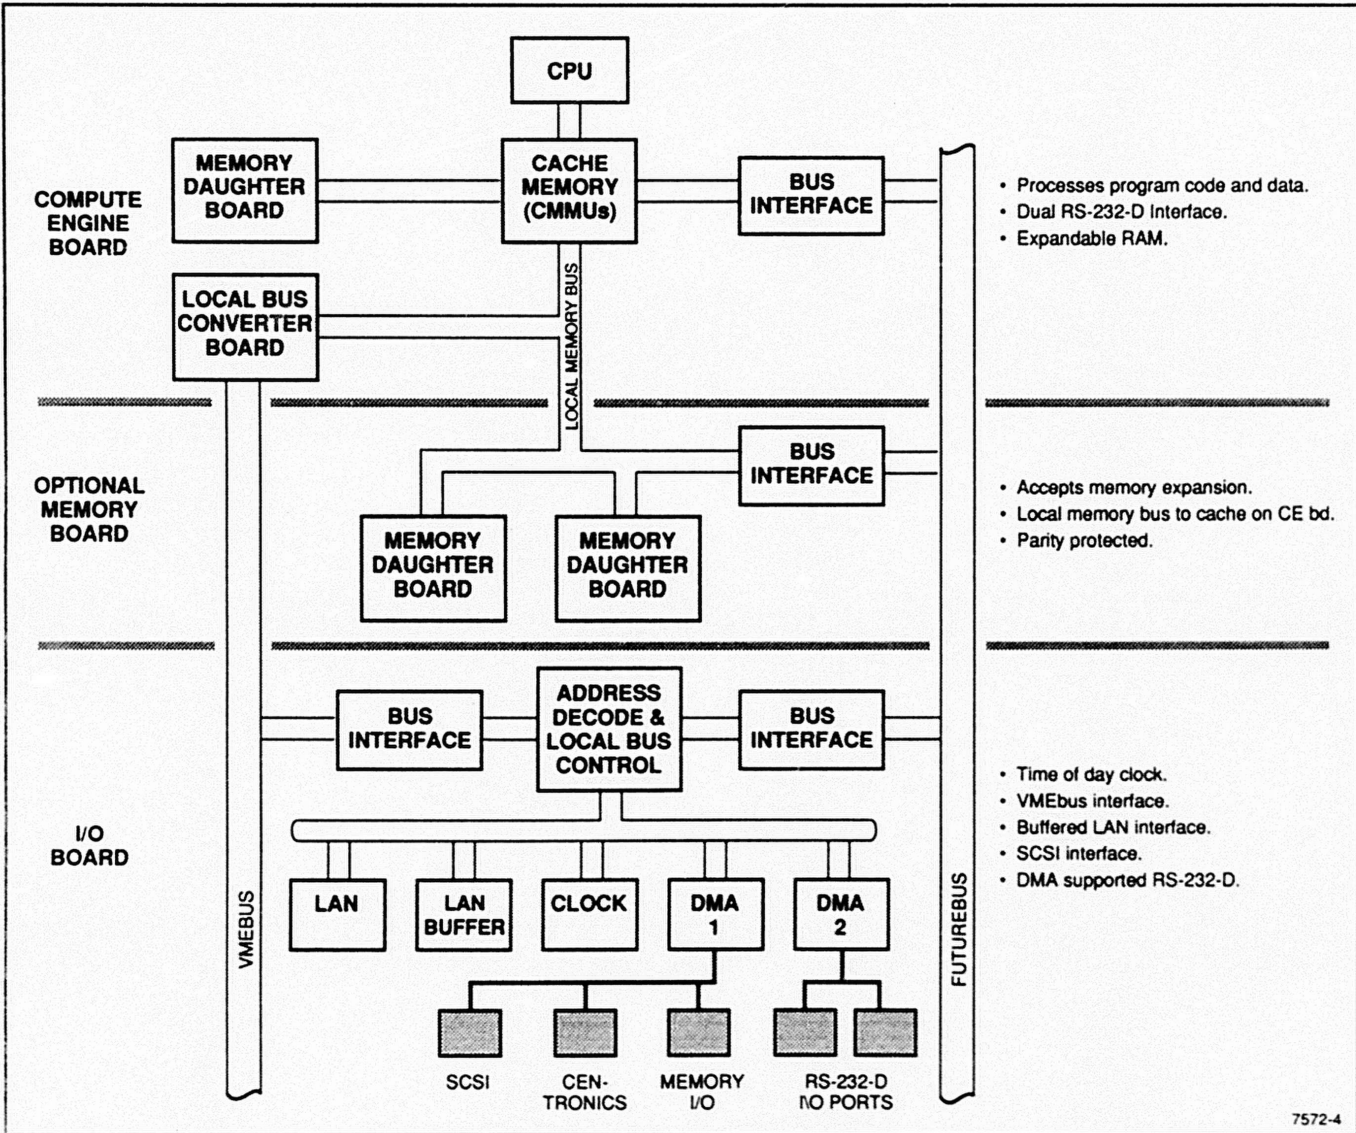 CPU
COMPUTE
ENGINE
BOARD
MEMORY
DAUGHTER
BOARD
CACHE
MEMORY
(CMMUs)
BUS
INTERFACE
• Processes program code and data.
• Dual RS-232-D Interface.
• Expandable RAM.
LOCAL BUS
CONVERTER
BOARD
LOCAL MEMORY BUS
OPTIONAL
MEMORY
BOARD
BUS
INTERFACE
MEMORY
DAUGHTER
BOARD
MEMORY
DAUGHTER
BOARD
• Accepts memory expansion.
• Local memory bus to cache on CE bd.
• Parity protected.
I/O
BOARD
BUS
INTERFACE
ADDRESS
DECODE &
LOCAL BUS
CONTROL
BUS
INTERFACE
• Time of day clock.
• VMEbus interface.
• Buffered LAN interface.
• SCSI interface.
• DMA supported RS-232-D.
VMEBUS
LAN
LAN
BUFFER
CLOCK
DMA
1
DMA
2
FUTUREBUS
SCSI
CEN-
TRONICS
MEMORY
I/O
RS-232-D
I/O PORTS
7572-4